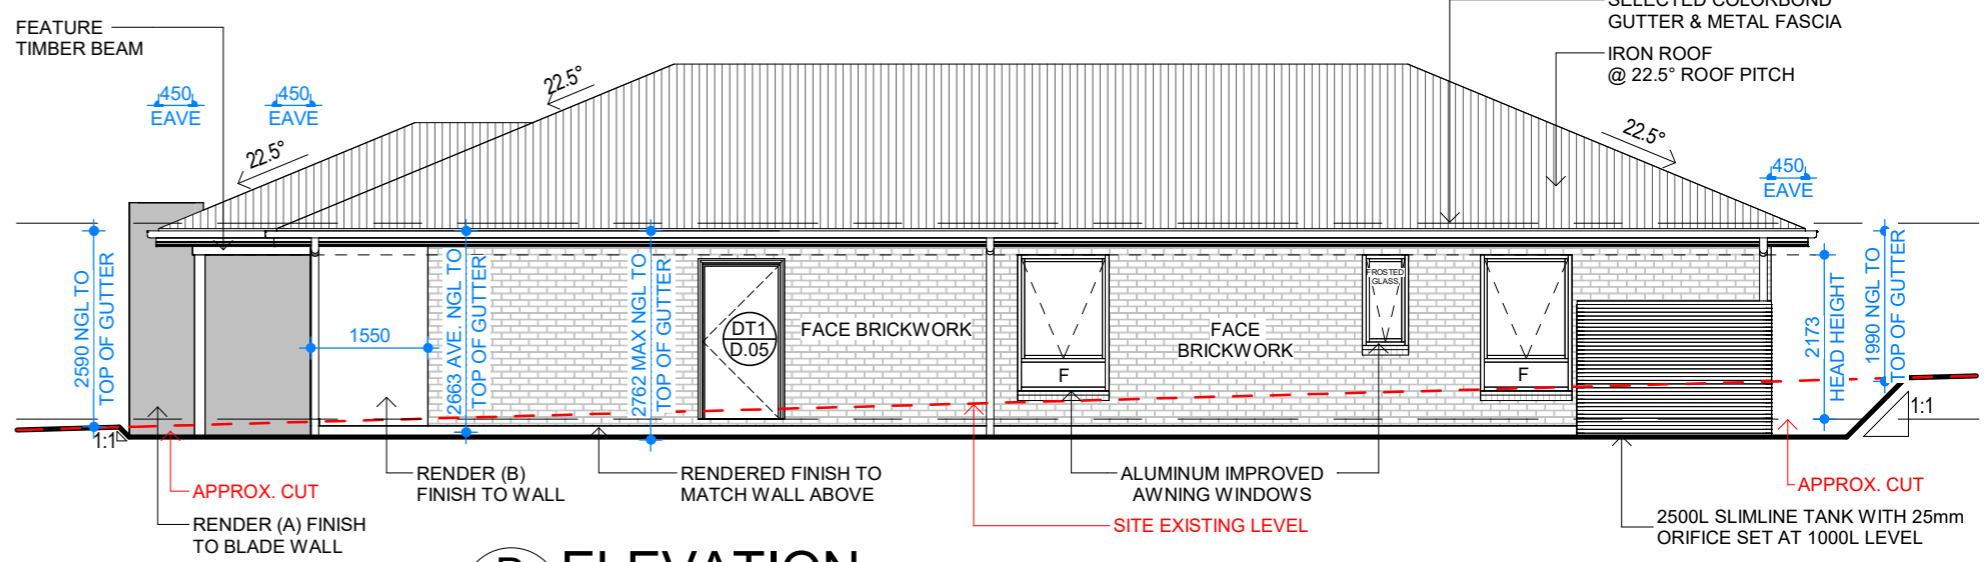 SELECTED COLORBOND
GUTTER & METAL FASCIA
FEATURE
TIMBER BEAM
IRON ROOF
@ 22.5° ROOF PITCH
450
EAVE
450
EAVE
22.5°
22.5°
22.5°
450
EAVE
2590 NGL TO
TOP OF GUTTER
1550
2663 AVE. NGL TO
TOP OF GUTTER
2762 MAX NGL TO
TOP OF GUTTER
DT1
D.05
FACE BRICKWORK
F
FACE
BRICKWORK
FROSTED
GLASS
F
2173
HEAD HEIGHT
1990 NGL TO
TOP OF GUTTER
1:1
1:1
APPROX. CUT
RENDER (A) FINISH
TO BLADE WALL
RENDER (B)
FINISH TO WALL
RENDERED FINISH TO
MATCH WALL ABOVE
ALUMINUM IMPROVED
AWNING WINDOWS
SITE EXISTING LEVEL
APPROX. CUT
2500L SLIMLINE TANK WITH 25mm
ORIFICE SET AT 1000L LEVEL
ELEVATION